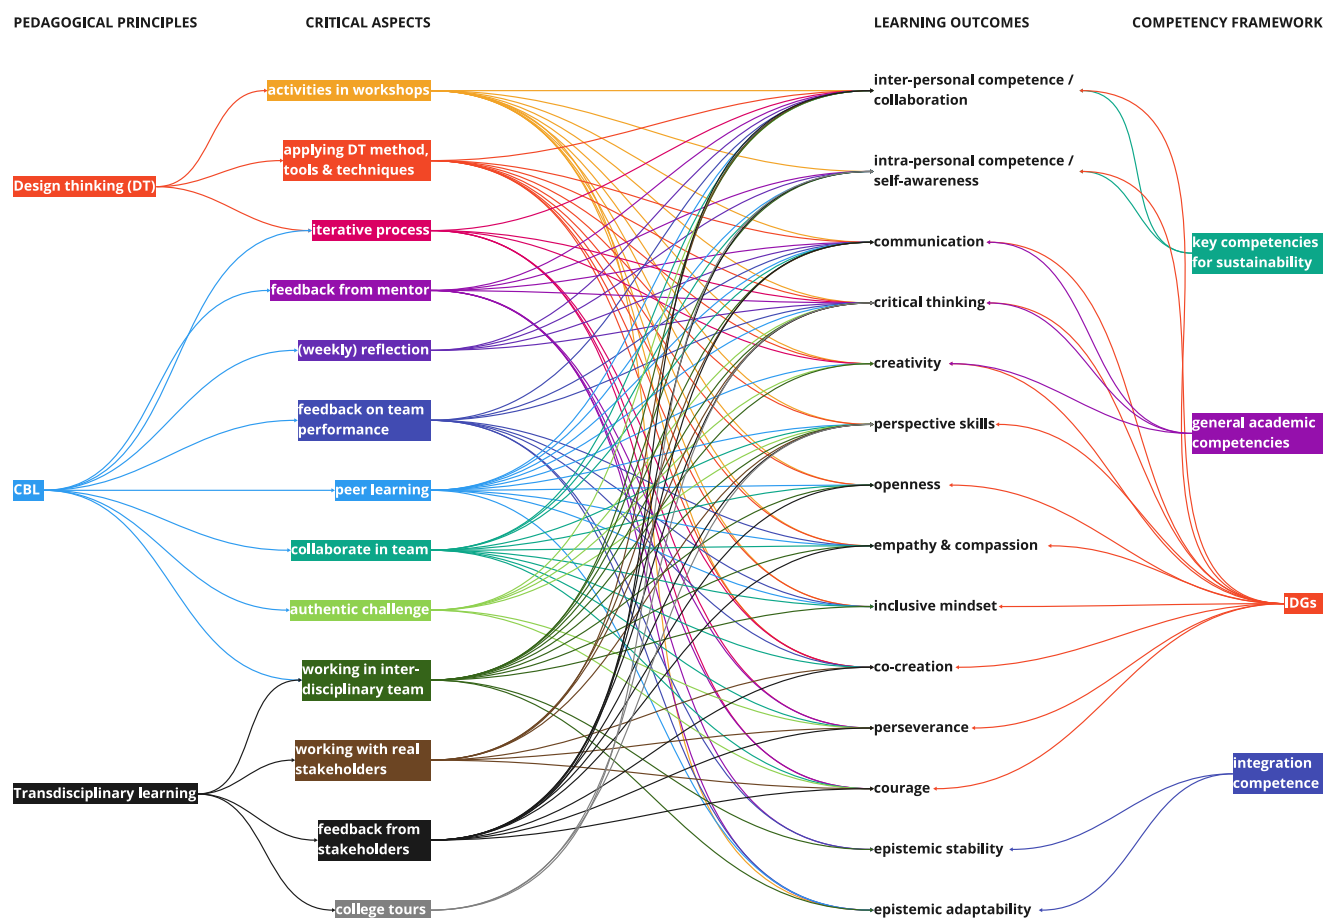 PEDAGOGICAL PRINCIPLES
CRITICAL ASPECTS
LEARNING OUTCOMES
COMPETENCY FRAMEWORK
Design thinking (DT)
CBL
Transdisciplinary learning
activities in workshops
applying DT method,
tools & techniques
iterative process
feedback from mentor
(weekly) reflection
feedback on team
performance
peer learning
collaborate in team
authentic challenge
working in inter-
disciplinary team
working with real
stakeholders
feedback from
stakeholders
college tours
inter-personal competence /
collaboration
intra-personal competence /
self-awareness
communication
critical thinking
creativity
perspective skills
openness
empathy & compassion
inclusive mindset
co-creation
perseverance
courage
epistemic stability
epistemic adaptability
key competencies
for sustainability
general academic
competencies
IDGs
integration
competence